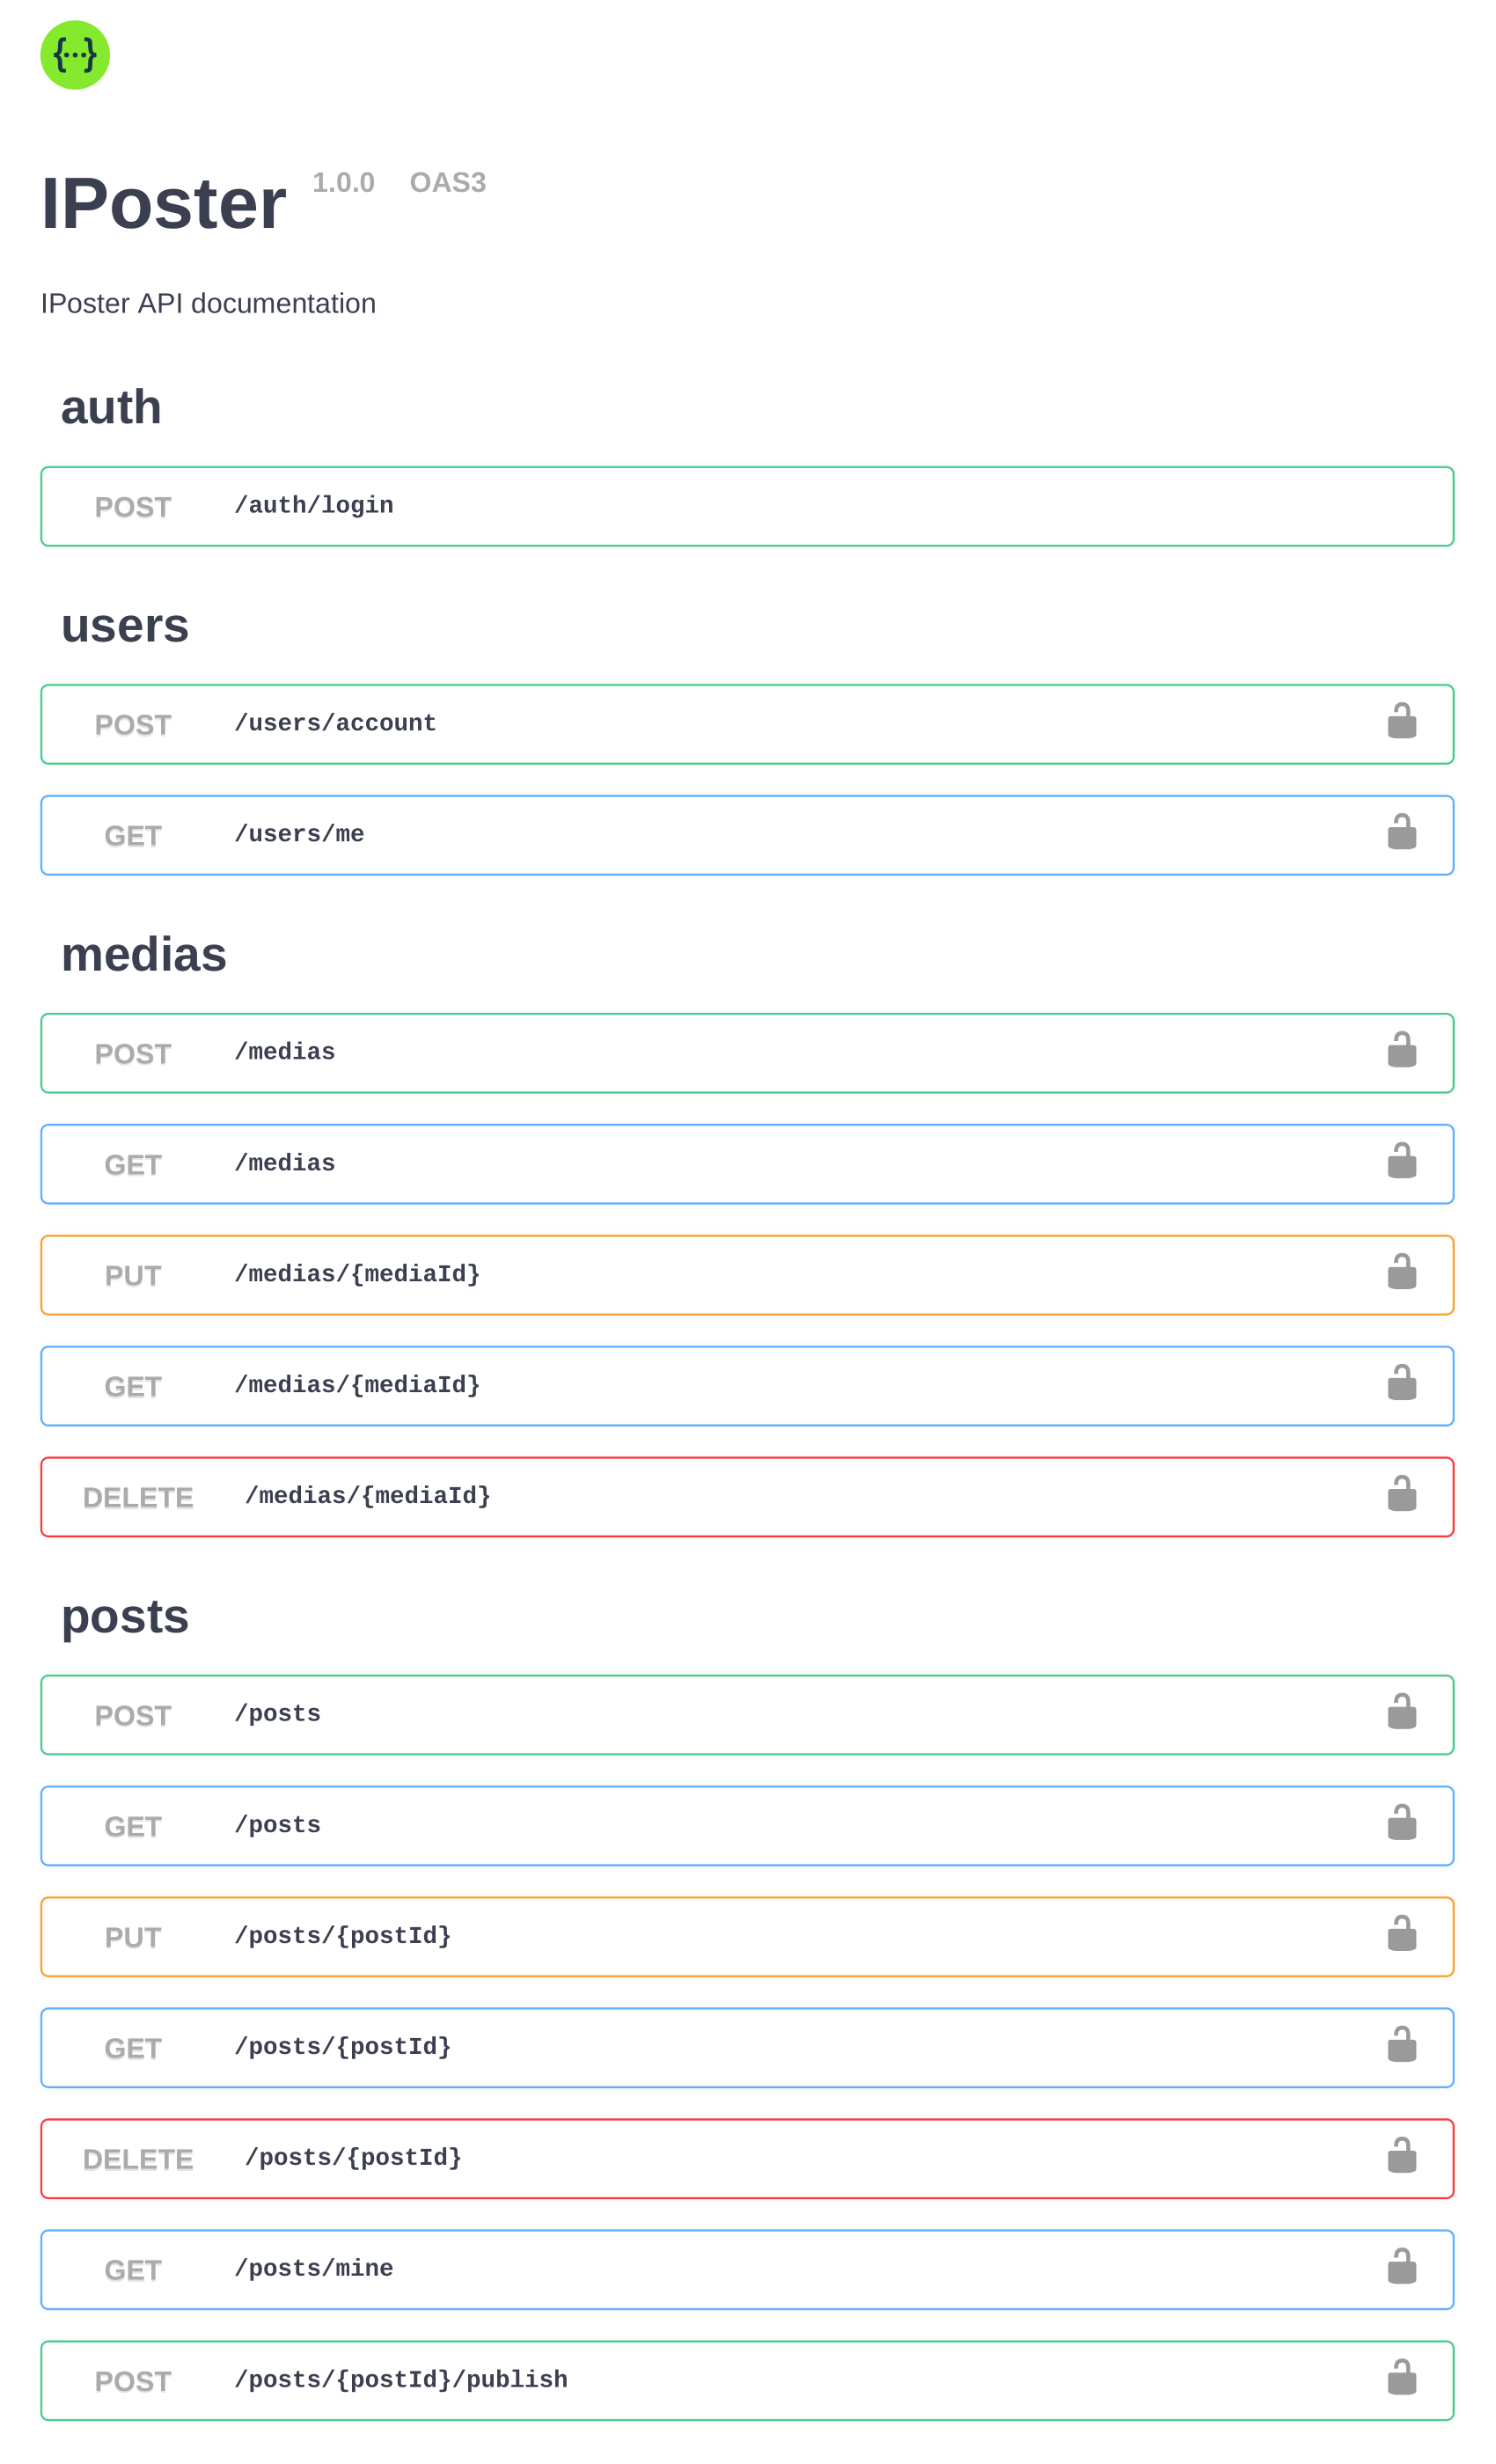 {···}
IPoster 1.0.0 OAS3
IPoster API documentation
auth
POST /auth/login
users
POST /users/account
GET /users/me
medias
POST /medias
GET /medias
PUT /medias/{mediaId}
GET /medias/{mediaId}
DELETE /medias/{mediaId}
posts
POST /posts
GET /posts
PUT /posts/{postId}
GET /posts/{postId}
DELETE /posts/{postId}
GET /posts/mine
POST /posts/{postId}/publish